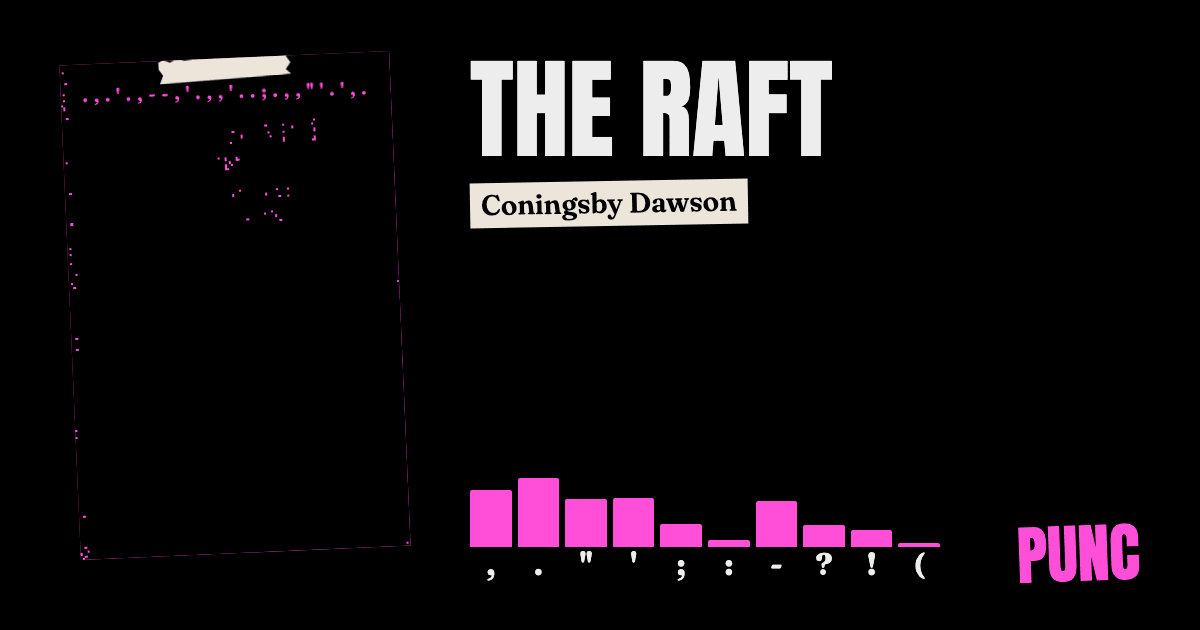 .,.'.,--,'.,,'..;.,,"'.',.
THE RAFT
Coningsby Dawson
, . " ' ; : - ? ! (
PUNC